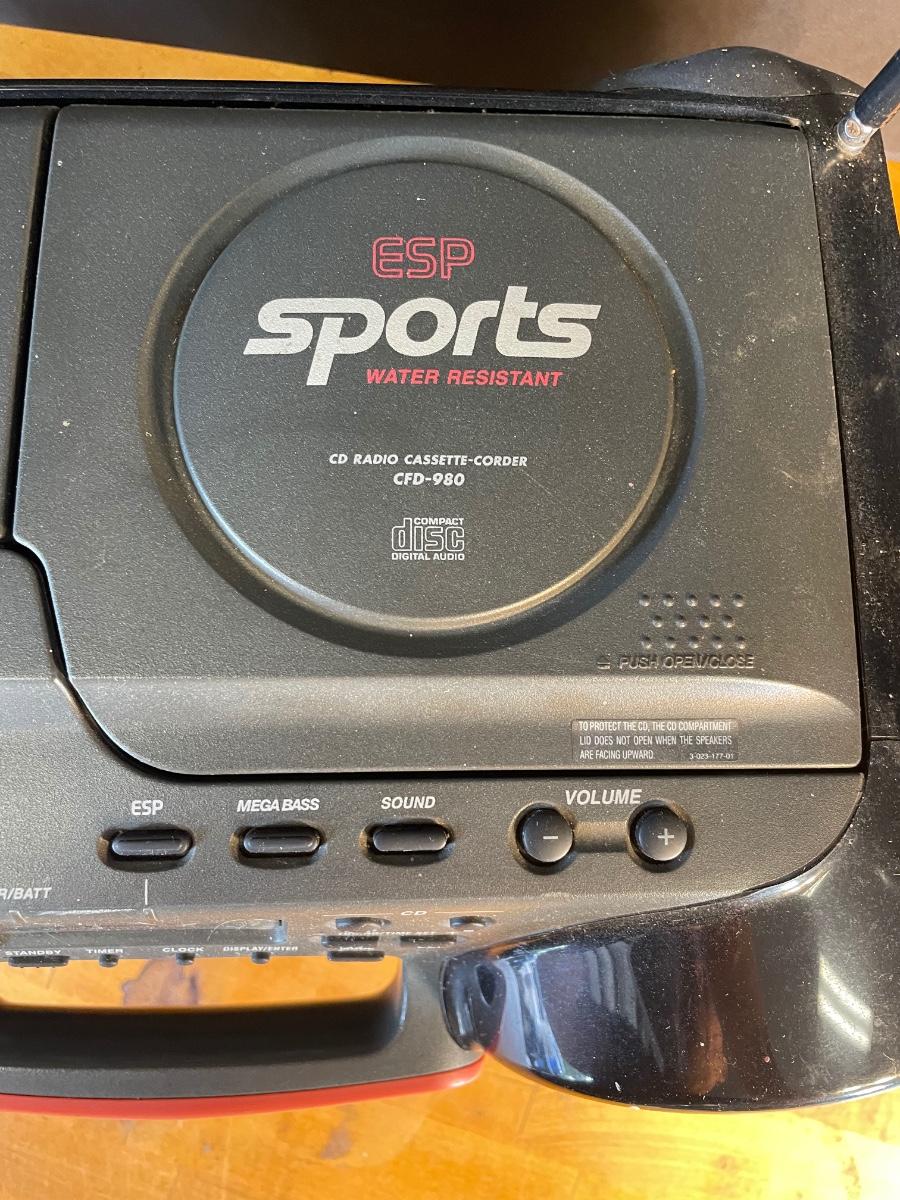 ESP
sports
WATER RESISTANT
CD RADIO CASSETTE-CORDER
CFD-980
COMPACT
disc
DIGITAL AUDIO
PUSH OPEN/CLOSE
TO PROTECT THE CD, THE CD COMPARTMENT
LID DOES NOT OPEN WHEN THE SPEAKERS
ARE FACING UPWARD. 3-023-177-01
ESP MEGA BASS SOUND VOLUME
- +
R/BATT
CD
STANDBY TIMER CLOCK DISPLAY/ENTER